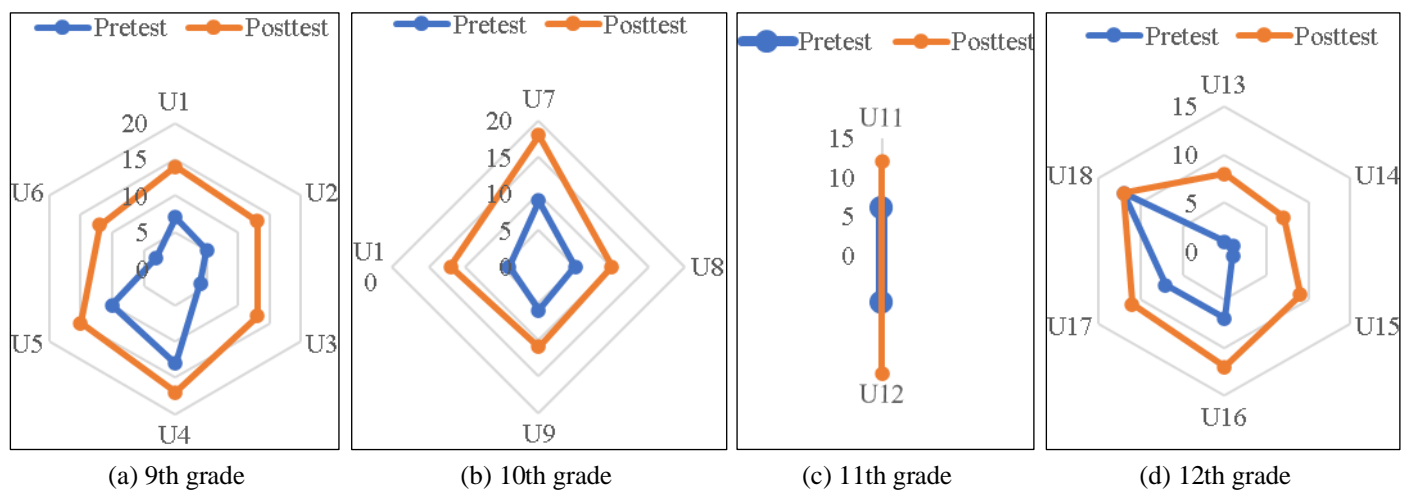 Pretest Posttest
U1
20
15
10
5
0
U2
U3
U4
U5
U6
(a) 9th grade
Pretest Posttest
U7
20
15
10
5
0
U8
U9
U1
0
(b) 10th grade
Pretest Posttest
U11
15
10
5
0
U12
(c) 11th grade
Pretest Posttest
U13
15
10
5
0
U14
U15
U16
U17
U18
(d) 12th grade